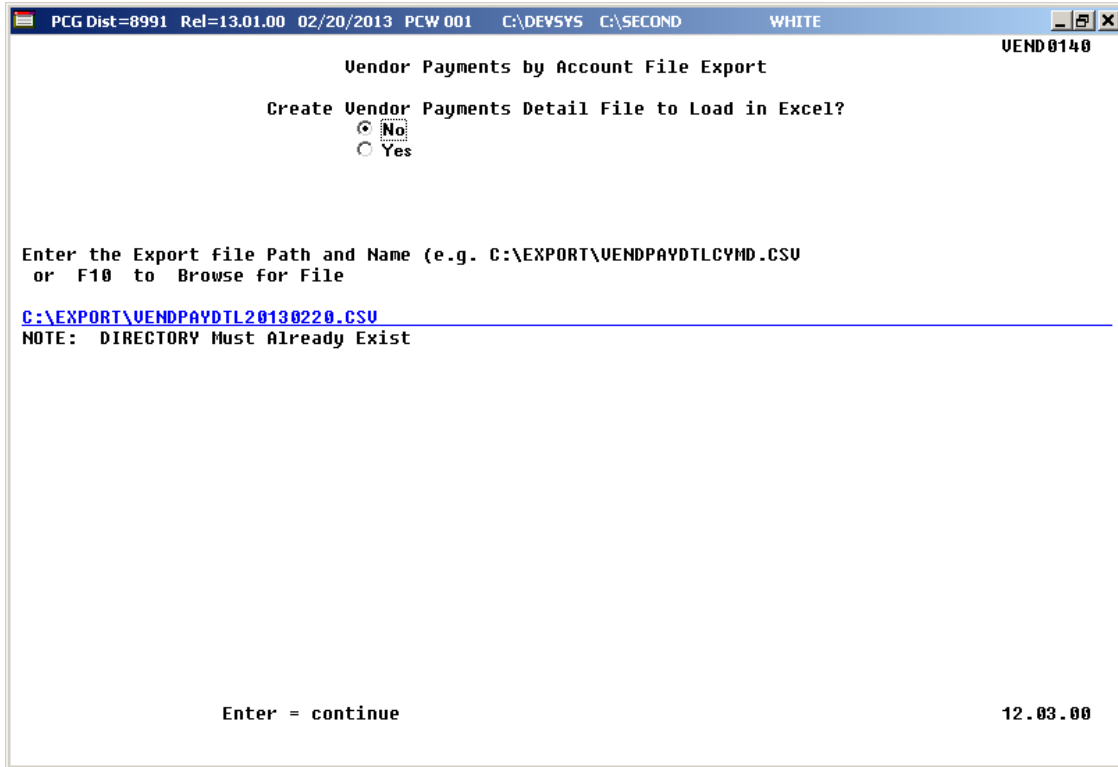 PCG Dist=8991 Rel=13.01.00 02/20/2013 PCW 001 C:\DEVSYS C:\SECOND WHITE
VEND0140
Vendor Payments by Account File Export
Create Vendor Payments Detail File to Load in Excel?
No
Yes
Enter the Export file Path and Name (e.g. C:\EXPORT\VENDPAYDTLCYMD.CSV
or F10 to Browse for File
C:\EXPORT\VENDPAYDTL20130220.CSV
NOTE: DIRECTORY Must Already Exist
Enter = continue 12.03.00